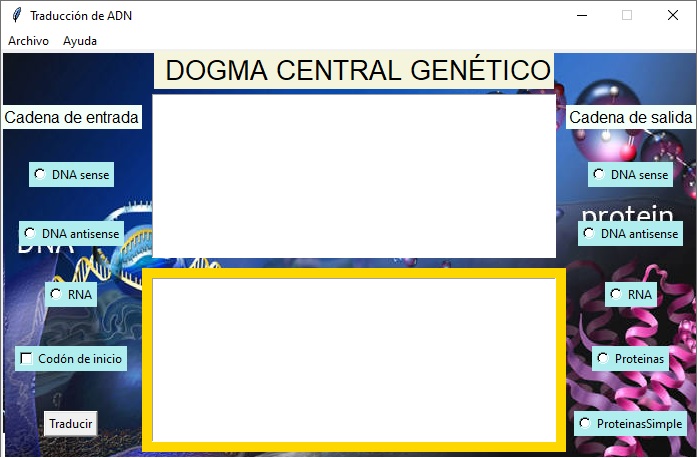 Traducción de ADN
Archivo Ayuda
DOGMA CENTRAL GENÉTICO
Cadena de entrada
Cadena de salida
DNA sense
DNA sense
protein
DNA antisense
DNA antisense
DNA
RNA
RNA
Codón de inicio
Proteinas
Traducir
ProteinasSimple